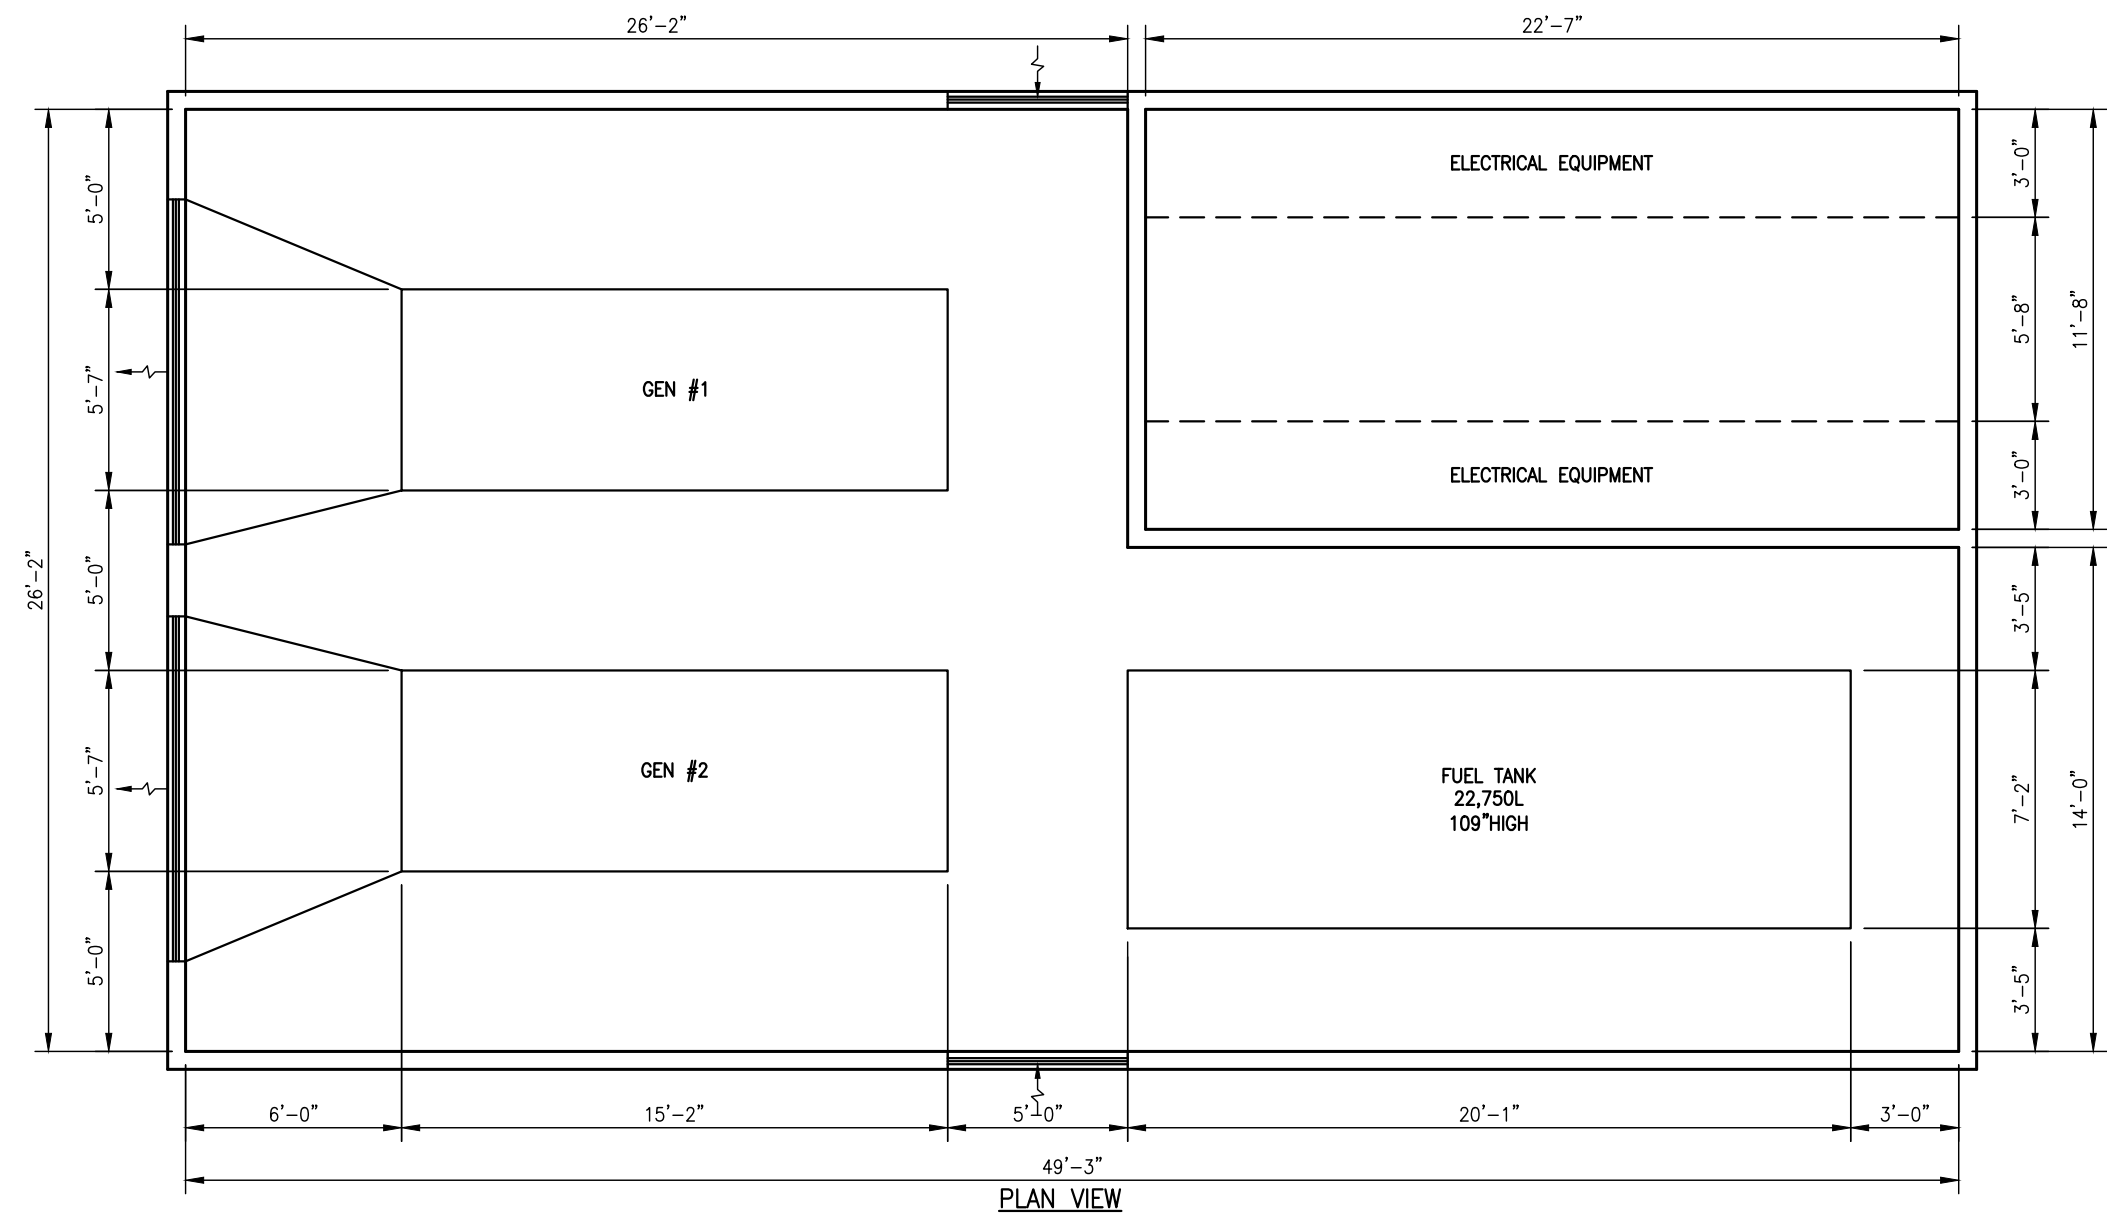 26'-2"
22'-7"
5'-0"
5'-7"
5'-0"
5'-7"
5'-0"
26'-2"
ELECTRICAL EQUIPMENT
ELECTRICAL EQUIPMENT
3'-0"
5'-8"
3'-0"
11'-8"
GEN #1
GEN #2
FUEL TANK
22,750L
109"HIGH
3'-5"
7'-2"
3'-5"
14'-0"
6'-0"
15'-2"
5'-0"
20'-1"
3'-0"
49'-3"
PLAN VIEW